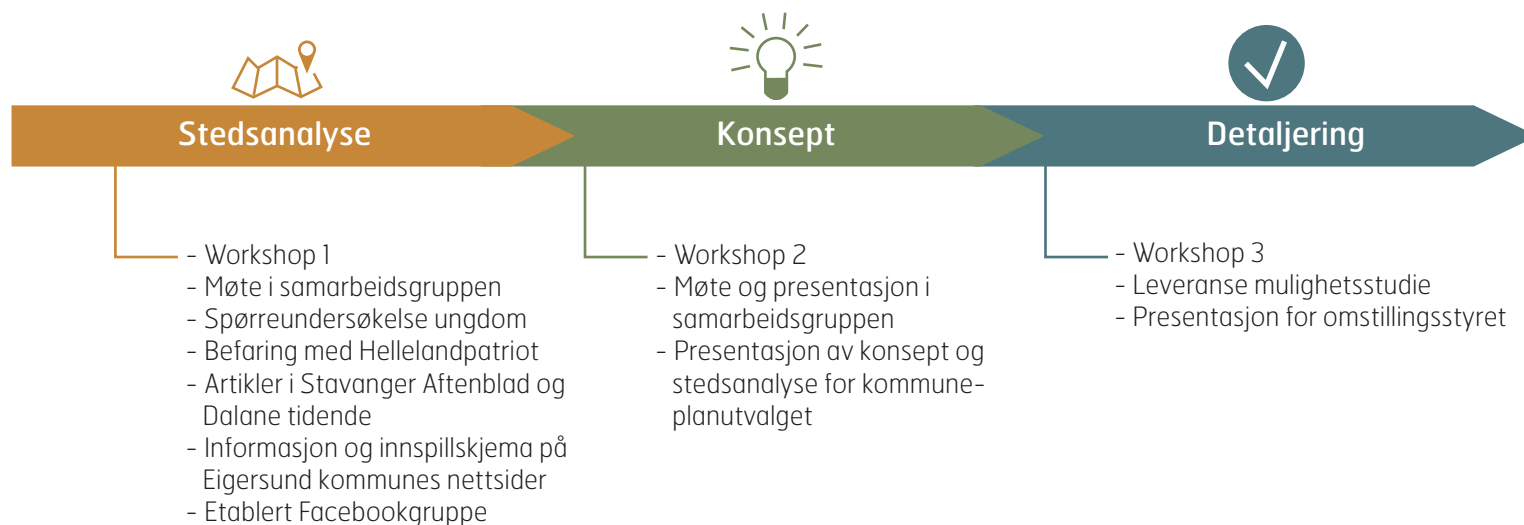 Stedsanalyse
Konsept
Detaljering
- Workshop 1
- Møte i samarbeidsgruppen
- Spørreundersøkelse ungdom
- Befaring med Hellelandpatriot
- Artikler i Stavanger Aftenblad og
Dalane tidende
- Informasjon og innspillskjema på
Eigersund kommunes nettsider
- Etablert Facebookgruppe
- Workshop 2
- Møte og presentasjon i
samarbeidsgruppen
- Presentasjon av konsept og
stedsanalyse for kommune-
planutvalget
- Workshop 3
- Leveranse mulighetsstudie
- Presentasjon for omstillingsstyret